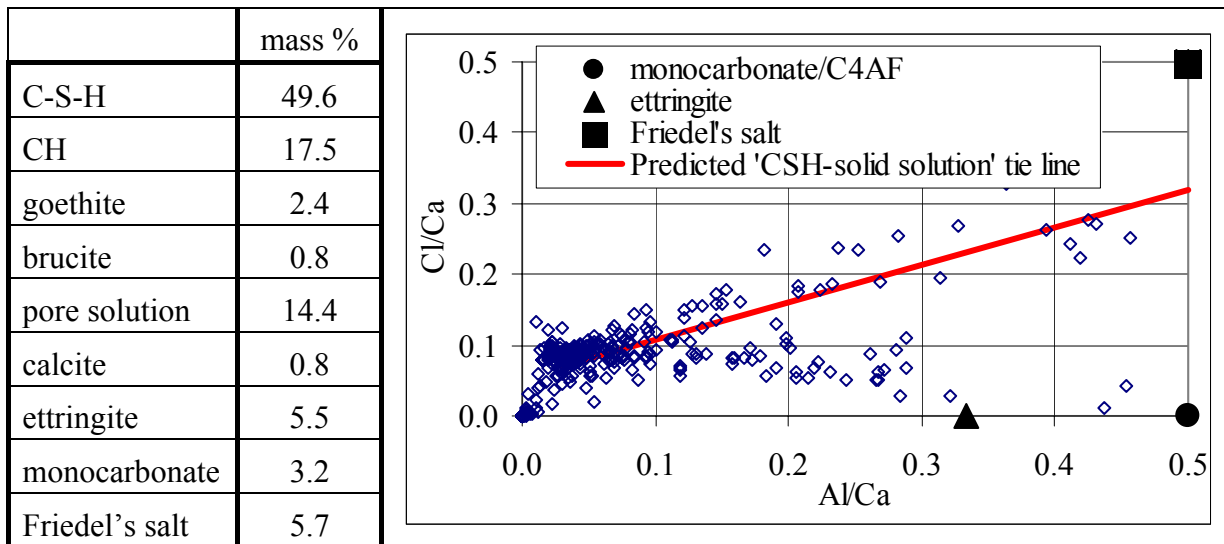 mass %
C-S-H 49.6
CH 17.5
goethite 2.4
brucite 0.8
pore solution 14.4
calcite 0.8
ettringite 5.5
monocarbonate 3.2
Friedel’s salt 5.7
monocarbonate/C4AF
ettringite
Friedel's salt
Predicted 'CSH-solid solution' tie line
Cl/Ca
0.5
0.4
0.3
0.2
0.1
0.0
0.0 0.1 0.2 0.3 0.4 0.5
Al/Ca